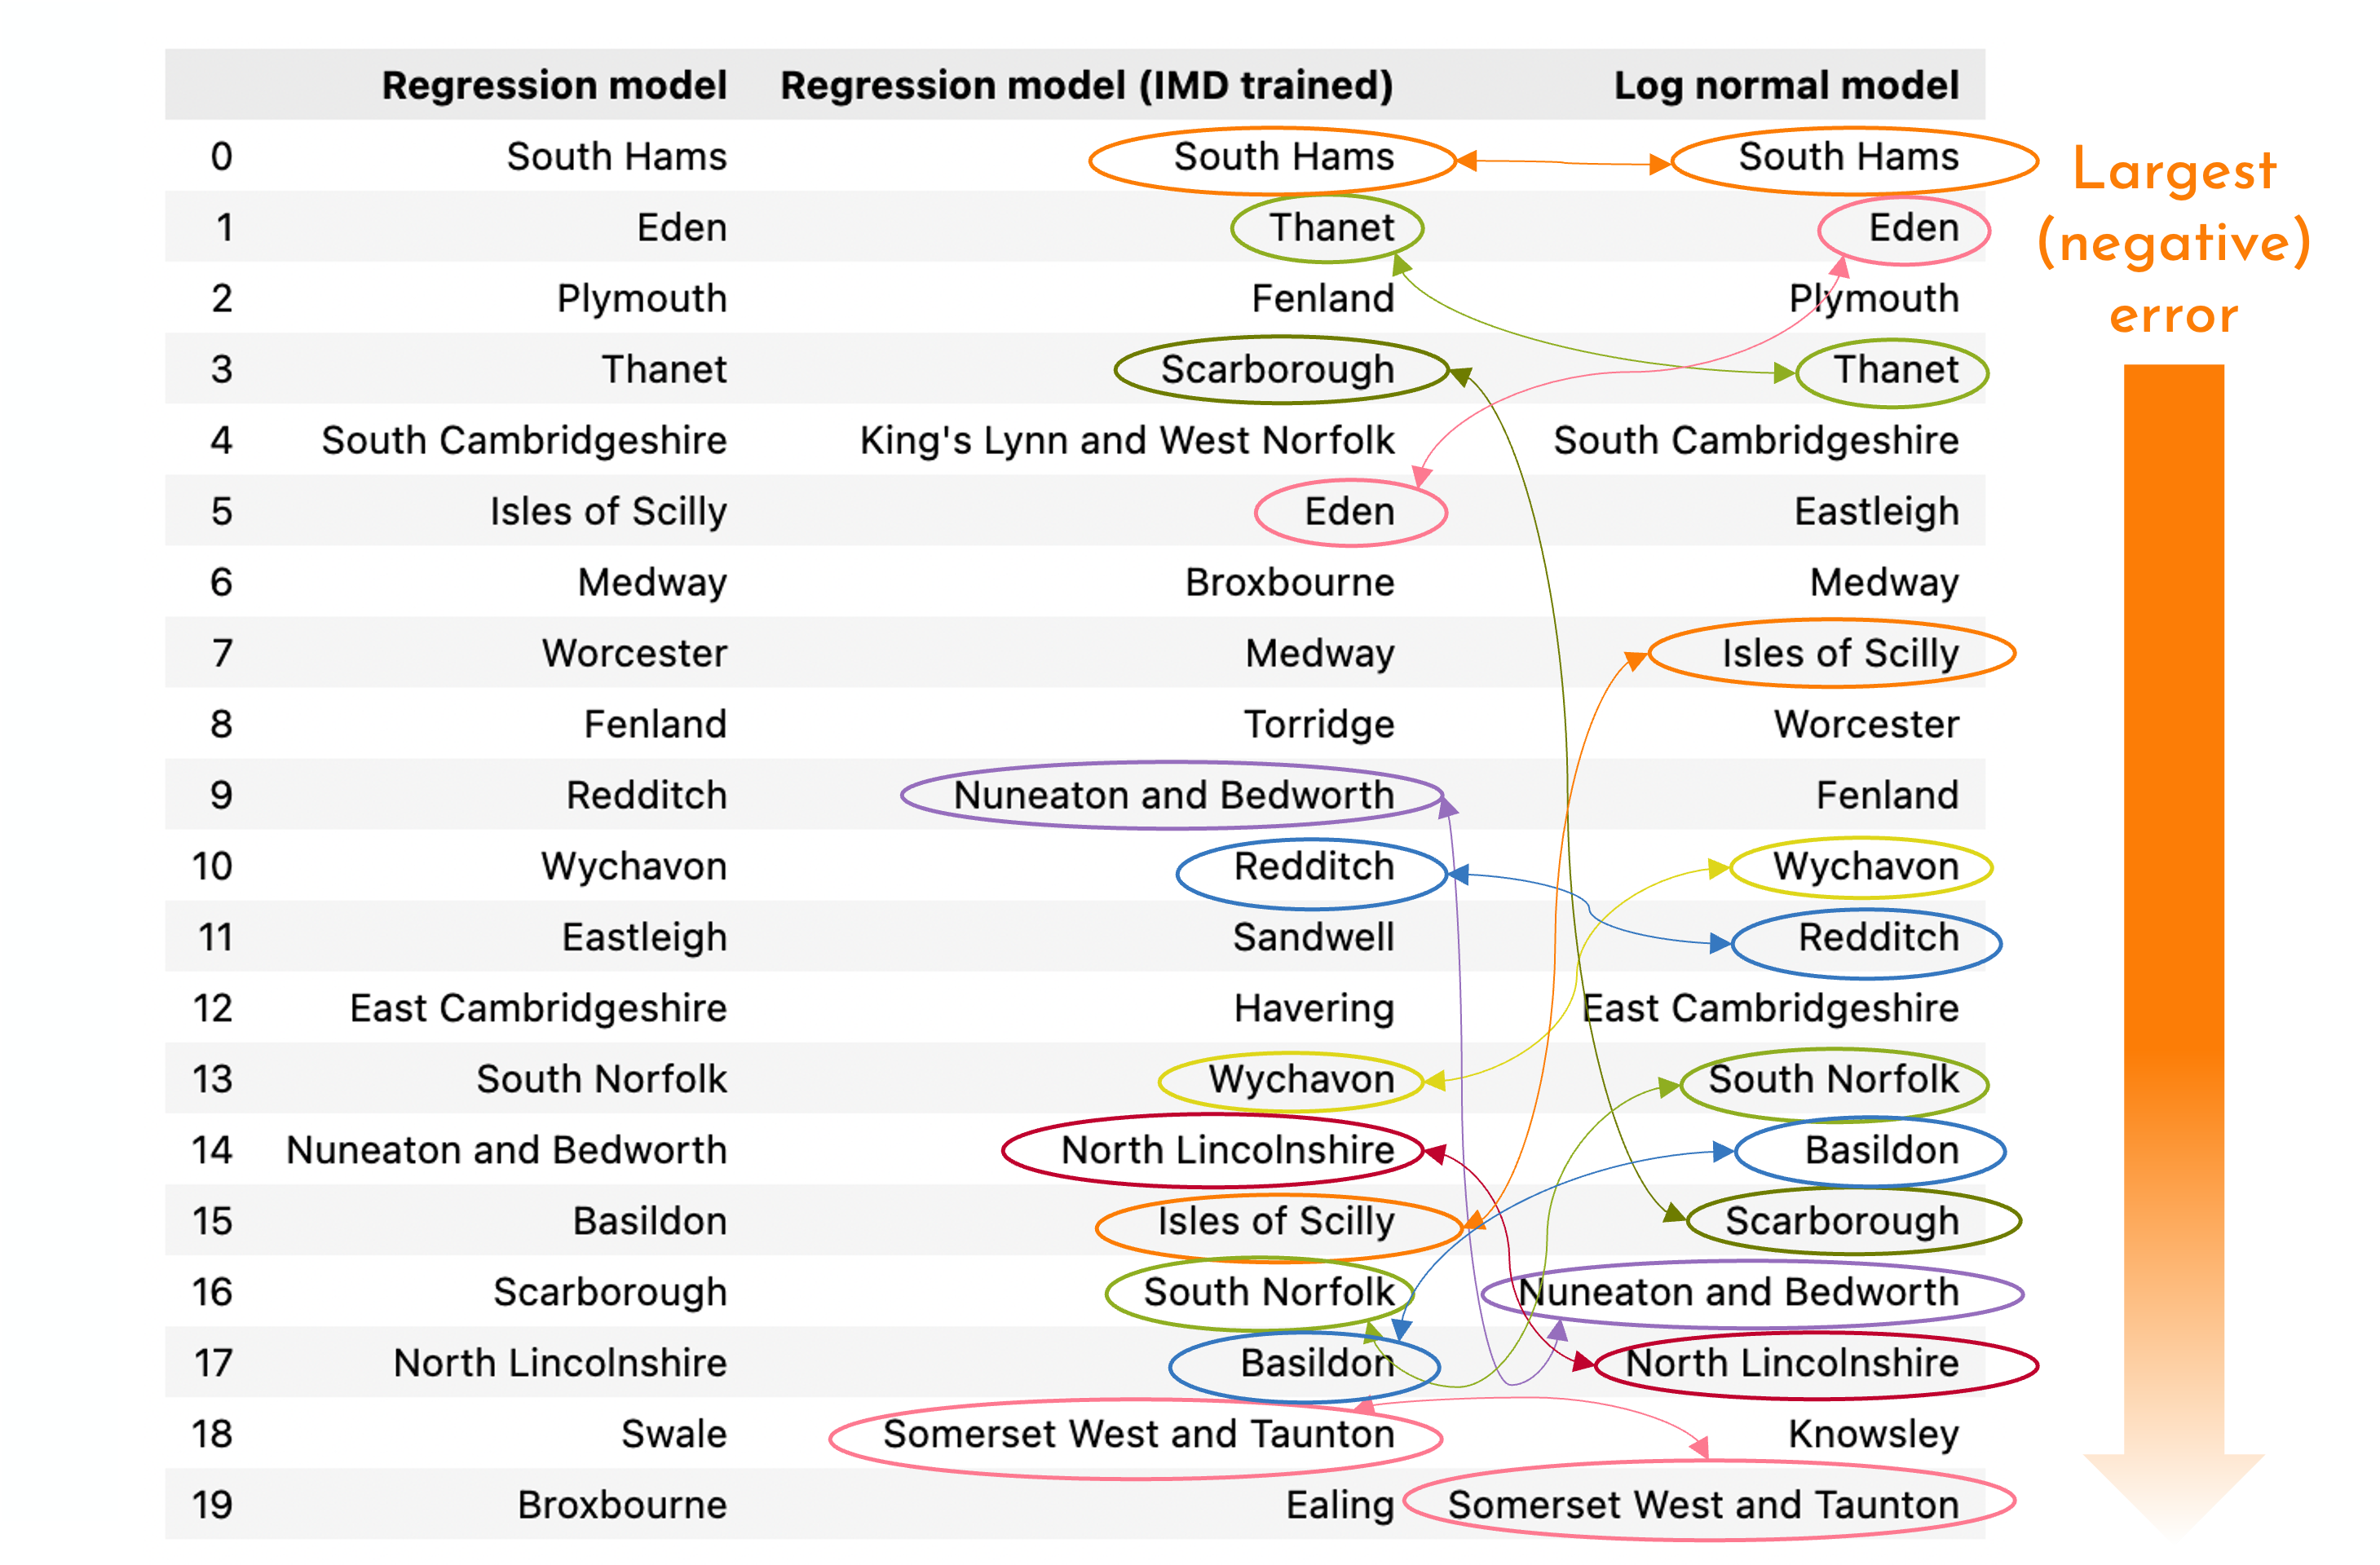 Regression model Regression model (IMD trained) Log normal model
0 South Hams South Hams South Hams
1 Eden Thanet Eden
2 Plymouth Fenland Plymouth
3 Thanet Scarborough Thanet
4 South Cambridgeshire King's Lynn and West Norfolk South Cambridgeshire
5 Isles of Scilly Eden Eastleigh
6 Medway Broxbourne Medway
7 Worcester Medway Isles of Scilly
8 Fenland Torridge Worcester
9 Redditch Nuneaton and Bedworth Fenland
10 Wychavon Redditch Wychavon
11 Eastleigh Sandwell Redditch
12 East Cambridgeshire Havering East Cambridgeshire
13 South Norfolk Wychavon South Norfolk
14 Nuneaton and Bedworth North Lincolnshire Basildon
15 Basildon Isles of Scilly Scarborough
16 Scarborough South Norfolk Nuneaton and Bedworth
17 North Lincolnshire Basildon North Lincolnshire
18 Swale Somerset West and Taunton Knowsley
19 Broxbourne Ealing Somerset West and Taunton
Largest
(negative)
error